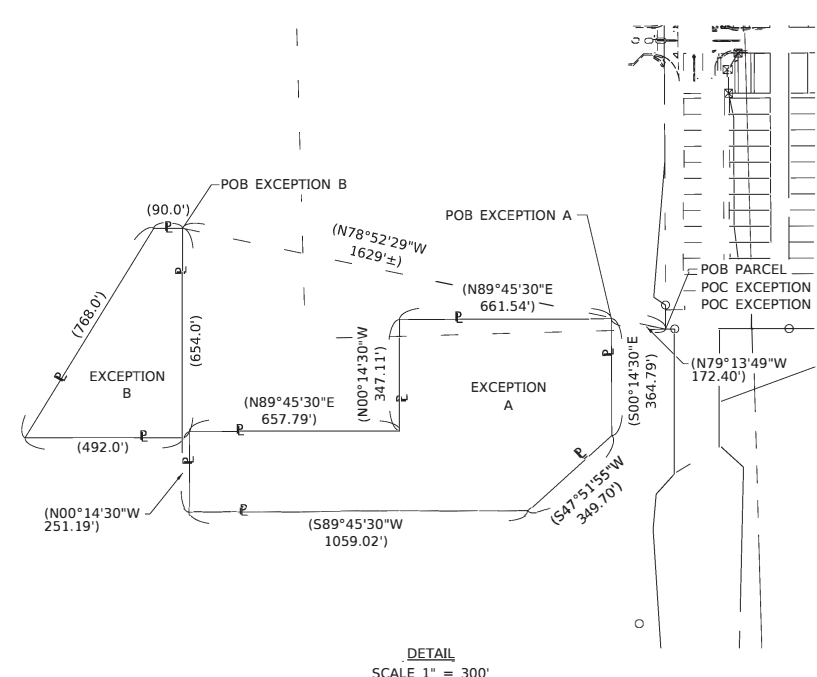 POB EXCEPTION B
(90.0')
POB EXCEPTION A
(N78°52'29"W
1629'±)
(N89°45'30"E
661.54')
POB PARCEL
POC EXCEPTION
POC EXCEPTION
(768.0')
(654.0')
(N00°14'30"W
347.11')
(S00°14'30"E
364.79')
(N79°13'49"W
172.40')
EXCEPTION
B
EXCEPTION
A
(N89°45'30"E
657.79')
(492.0')
(S47°51'55"W
349.70')
(N00°14'30"W
251.19')
(S89°45'30"W
1059.02')
DETAIL
SCALE 1" = 300'